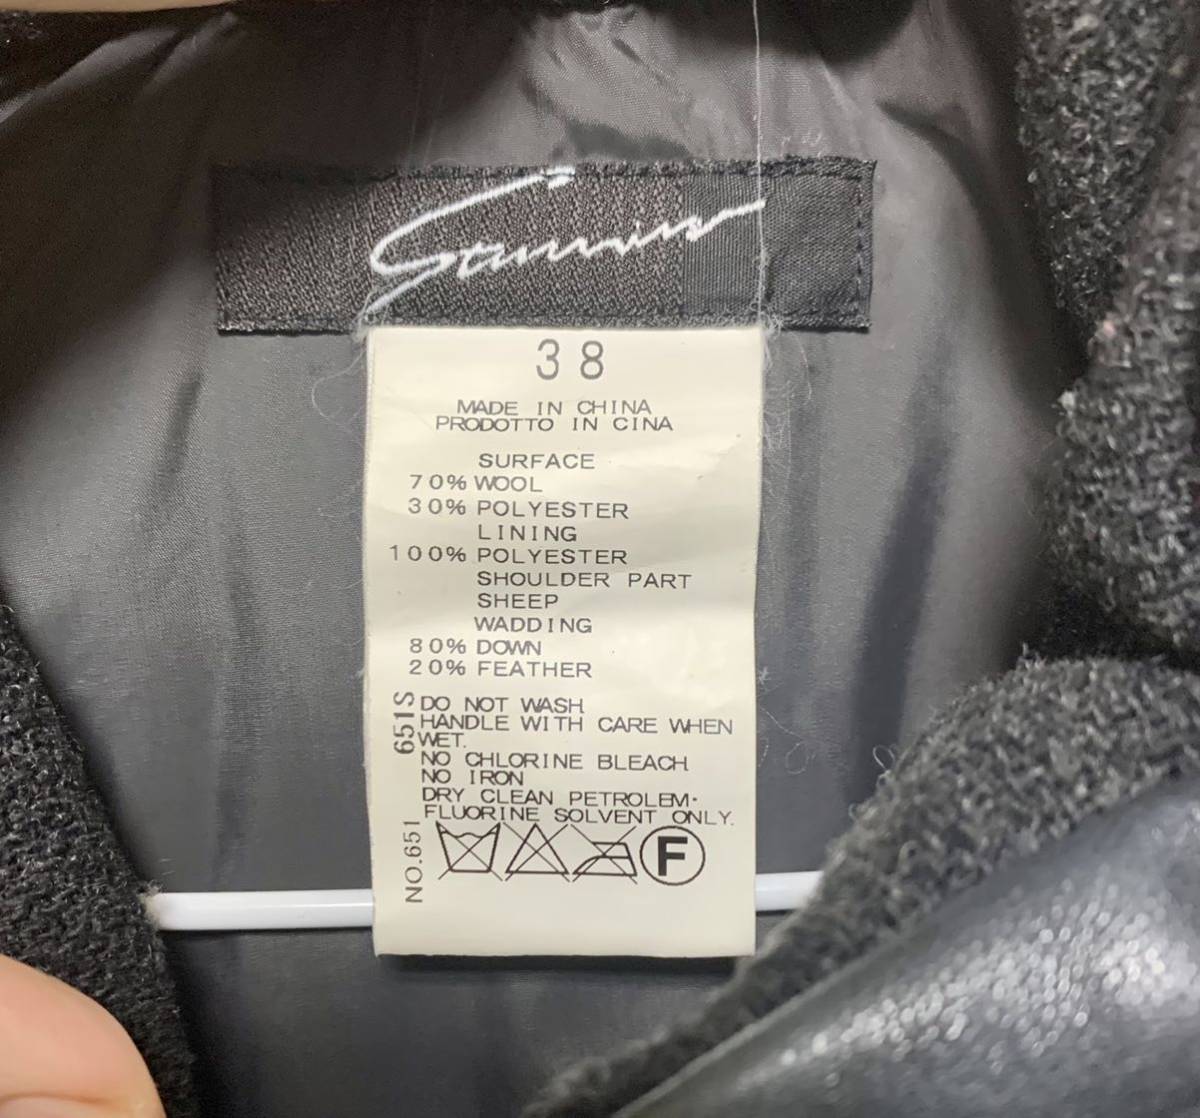 38
MADE IN CHINA
PRODOTTO IN CINA
SURFACE
70% WOOL
30% POLYESTER
LINING
100% POLYESTER
SHOULDER PART
SHEEP
WADDING
80% DOWN
20% FEATHER
DO NOT WASH
HANDLE WITH CARE WHEN
WET.
NO CHLORINE BLEACH
NO IRON
DRY CLEAN PETROLEM·
FLUORINE SOLVENT ONLY.
F
NO.651 651S